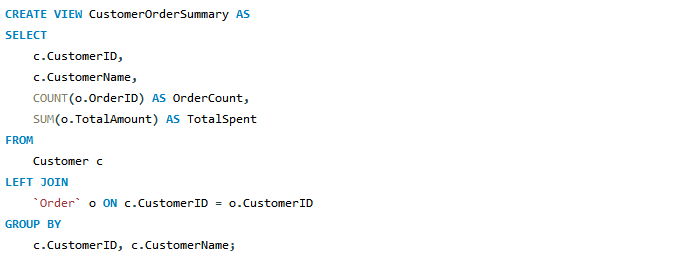 CREATE VIEW CustomerOrderSummary AS
SELECT
    c.CustomerID,
    c.CustomerName,
    COUNT(o.OrderID) AS OrderCount,
    SUM(o.TotalAmount) AS TotalSpent
FROM
    Customer c
LEFT JOIN
    `Order` o ON c.CustomerID = o.CustomerID
GROUP BY
    c.CustomerID, c.CustomerName;